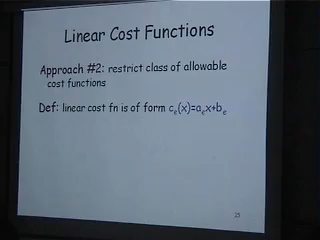 Linear Cost Functions
Approach #2: restrict class of allowable
cost functions
Def: linear cost fn is of form cₑ(x)=aₑx+bₑ
23